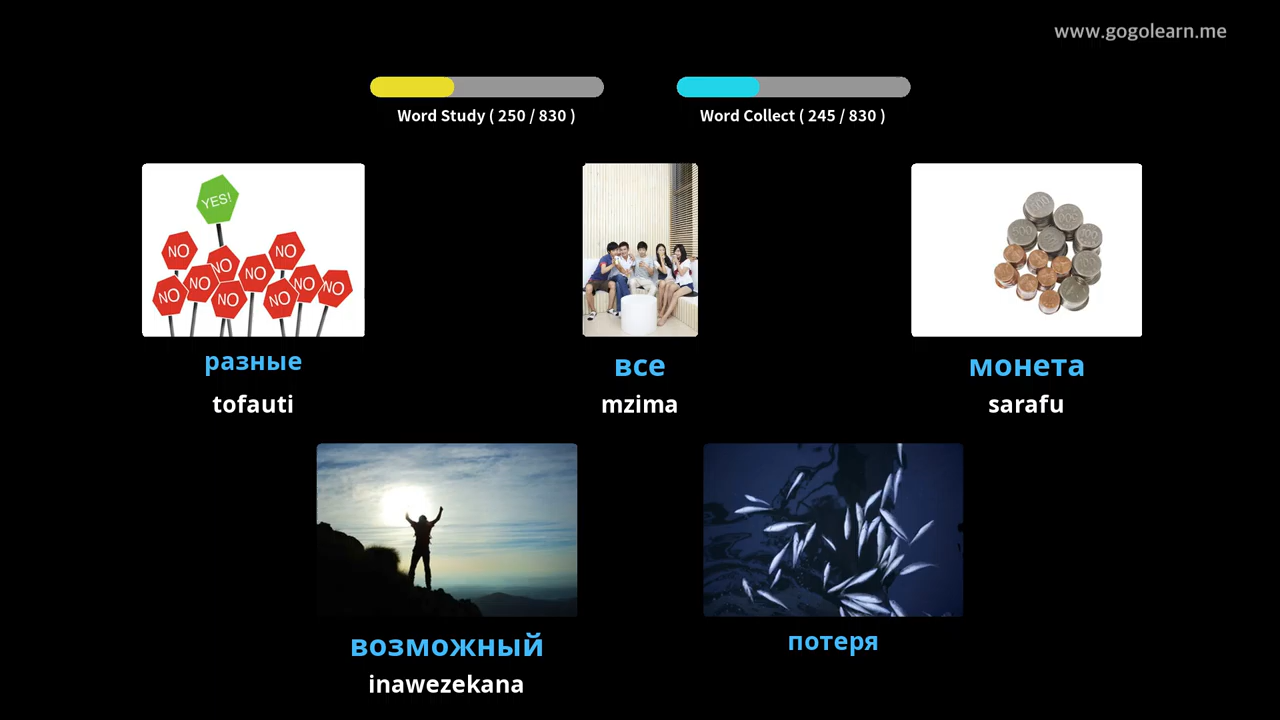 www.gogolearn.me
Word Study ( 250 / 830 )
Word Collect ( 245 / 830 )
YES!
NO
NO
NO
NO
NO
NO
NO
NO
NO
NO
разные
tofauti
все
mzima
монета
sarafu
возможный
inawezekana
потеря